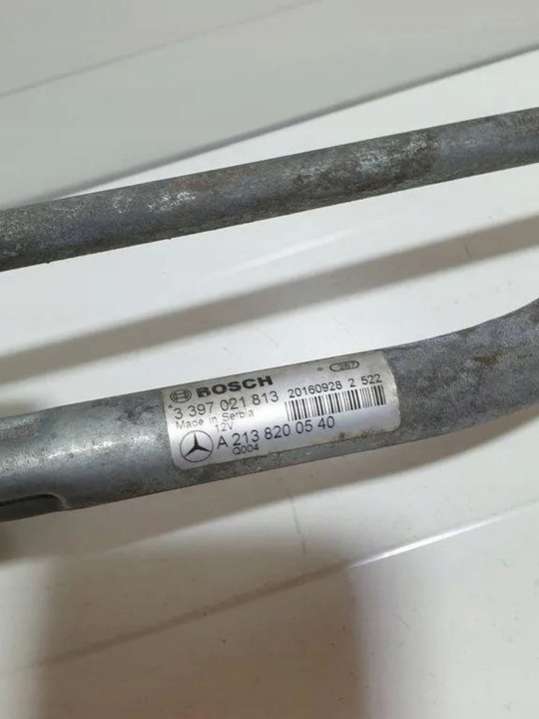 BOSCH
3 397 021 813 20160928 2 522
Made in Serbia
12V
A 213 820 05 40
Q004